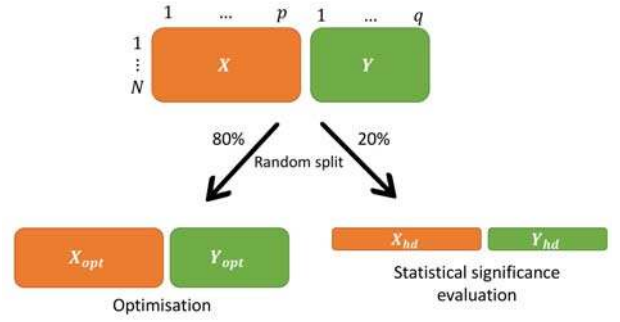 1 ... p 1 ... q
1
⋮
N
X Y
80% 20%
Random split
X_opt Y_opt
X_hd Y_hd
Optimisation
Statistical significance
evaluation